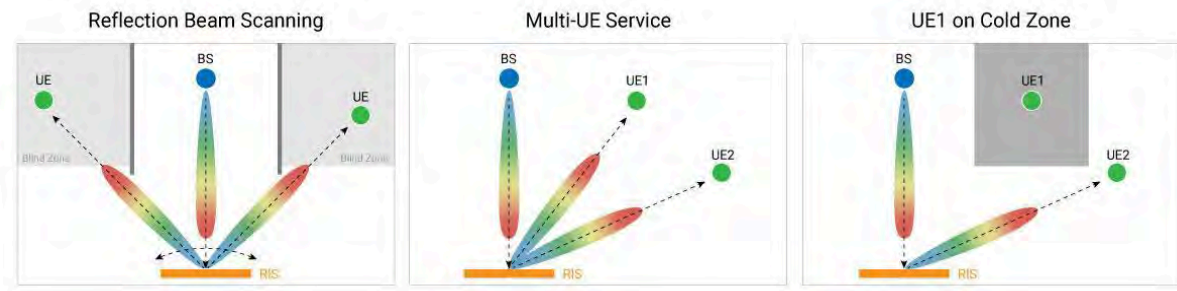 Reflection Beam Scanning
BS
UE
UE
Blind Zone
Blind Zone
RIS
Multi-UE Service
BS
UE1
UE2
RIS
UE1 on Cold Zone
BS
UE1
UE2
RIS